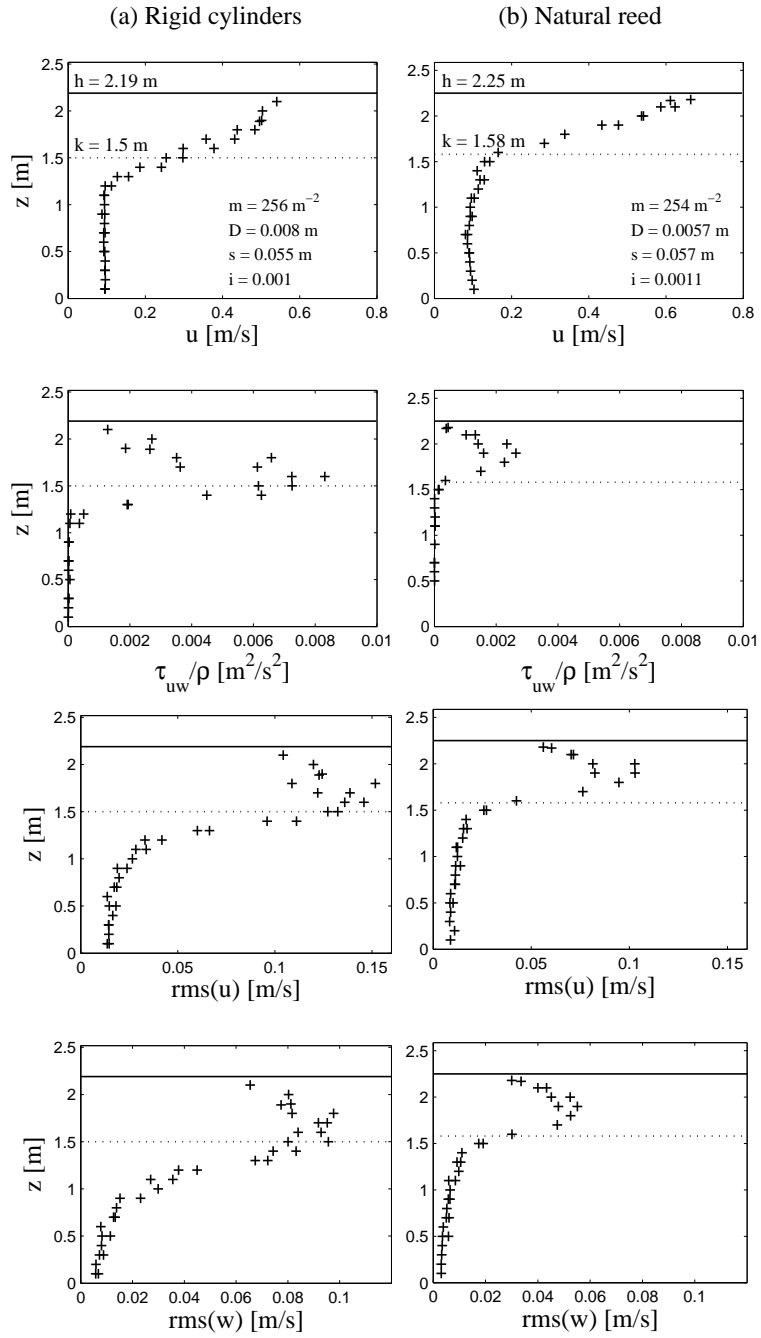 (a) Rigid cylinders
(b) Natural reed
2.5
2
1.5
1
0.5
0
z [m]
h = 2.19 m
k = 1.5 m
m = 256 m⁻²
D = 0.008 m
s = 0.055 m
i = 0.001
0 0.2 0.4 0.6 0.8
u [m/s]
2.5
2
1.5
1
0.5
0
h = 2.25 m
k = 1.58 m
m = 254 m⁻²
D = 0.0057 m
s = 0.057 m
i = 0.0011
0 0.2 0.4 0.6 0.8
u [m/s]
2.5
2
1.5
1
0.5
0
z [m]
0 0.002 0.004 0.006 0.008 0.01
τ_uw/ρ [m²/s²]
2.5
2
1.5
1
0.5
0
0 0.002 0.004 0.006 0.008 0.01
τ_uw/ρ [m²/s²]
2.5
2
1.5
1
0.5
0
z [m]
0 0.05 0.1 0.15
rms(u) [m/s]
2.5
2
1.5
1
0.5
0
0 0.05 0.1 0.15
rms(u) [m/s]
2.5
2
1.5
1
0.5
0
z [m]
0 0.02 0.04 0.06 0.08 0.1
rms(w) [m/s]
2.5
2
1.5
1
0.5
0
0 0.02 0.04 0.06 0.08 0.1
rms(w) [m/s]